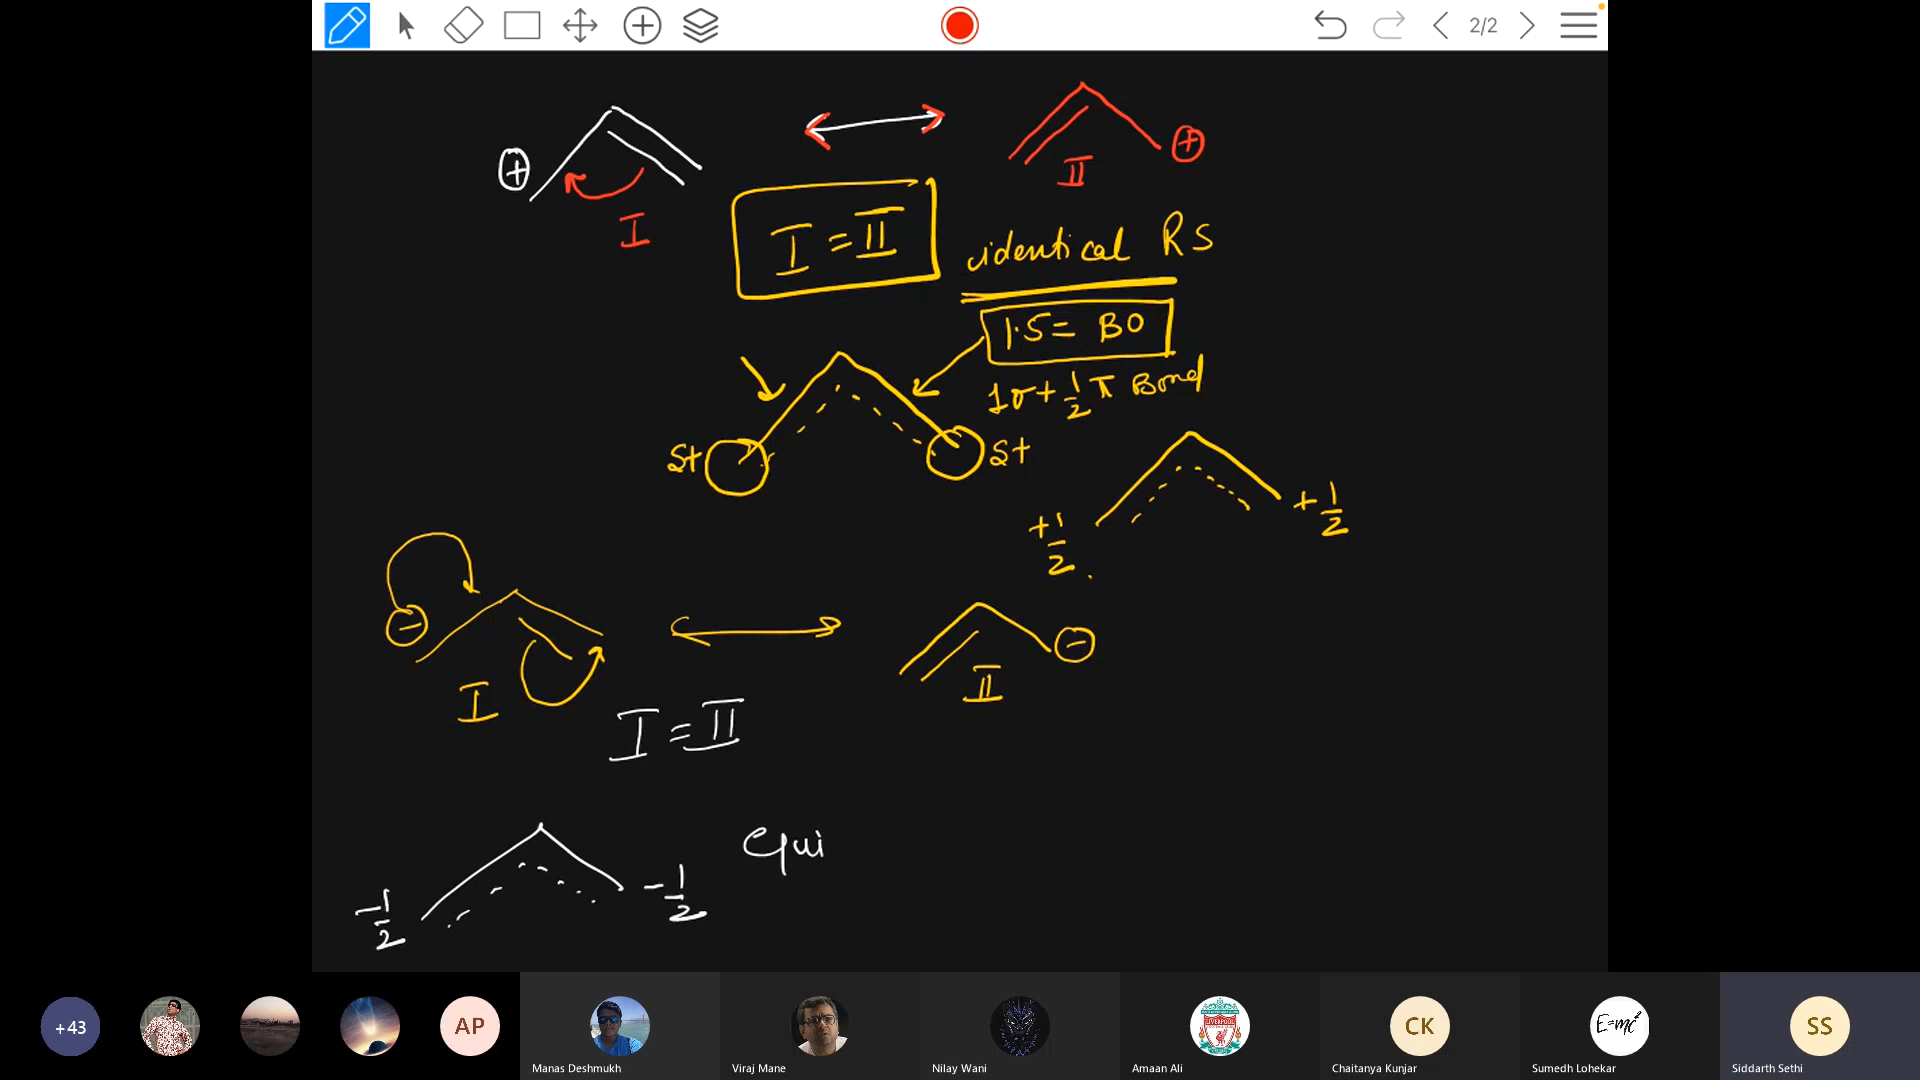 2/2
⊕
⊕
I
II
I = II
identical RS
1.5 = BO
1σ + 1/2 π Bond
δ+
δ+
+1/2
+1/2
⊖
⊖
I
II
I = II
-1/2
-1/2
equi
+43
AP
CK
E=mc²
SS
Manas Deshmukh
Viraj Mane
Nilay Wani
Amaan Ali
Chaitanya Kunjar
Sumedh Lohekar
Siddarth Sethi